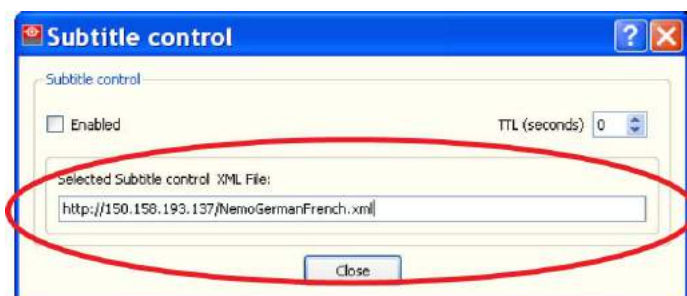 Subtitle control
Subtitle control
Enabled
TTL (seconds) 0
Selected Subtitle control XML File:
http://150.158.193.137/NemoGermanFrench.xml
Close